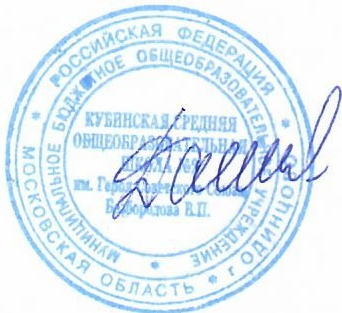 РОССИЙСКАЯ ФЕДЕРАЦИЯ
МОСКОВСКАЯ ОБЛАСТЬ * г ОДИНЦОВО
МУНИЦИПАЛЬНОЕ БЮДЖЕТНОЕ ОБЩЕОБРАЗОВАТЕЛЬНОЕ УЧРЕЖДЕНИЕ
КУБИНСКАЯ СРЕДНЯЯ
ОБЩЕОБРАЗОВАТЕЛЬНАЯ
ШКОЛА
им. Героя Советского Союза
Безбородова В.П.